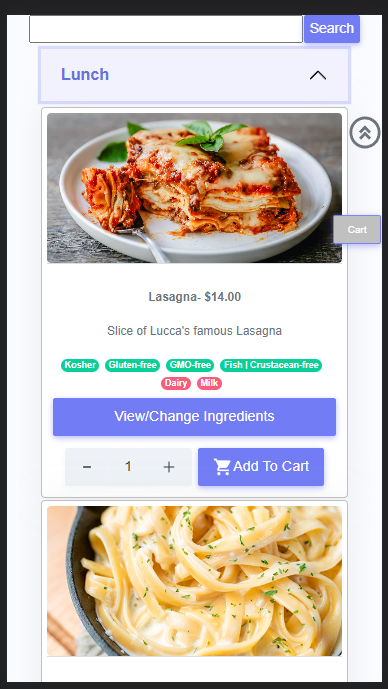 Search
Lunch
Cart
Lasagna- $14.00
Slice of Lucca's famous Lasagna
Kosher Gluten-free GMO-free Fish | Crustacean-free
Dairy Milk
View/Change Ingredients
− 1 +
Add To Cart